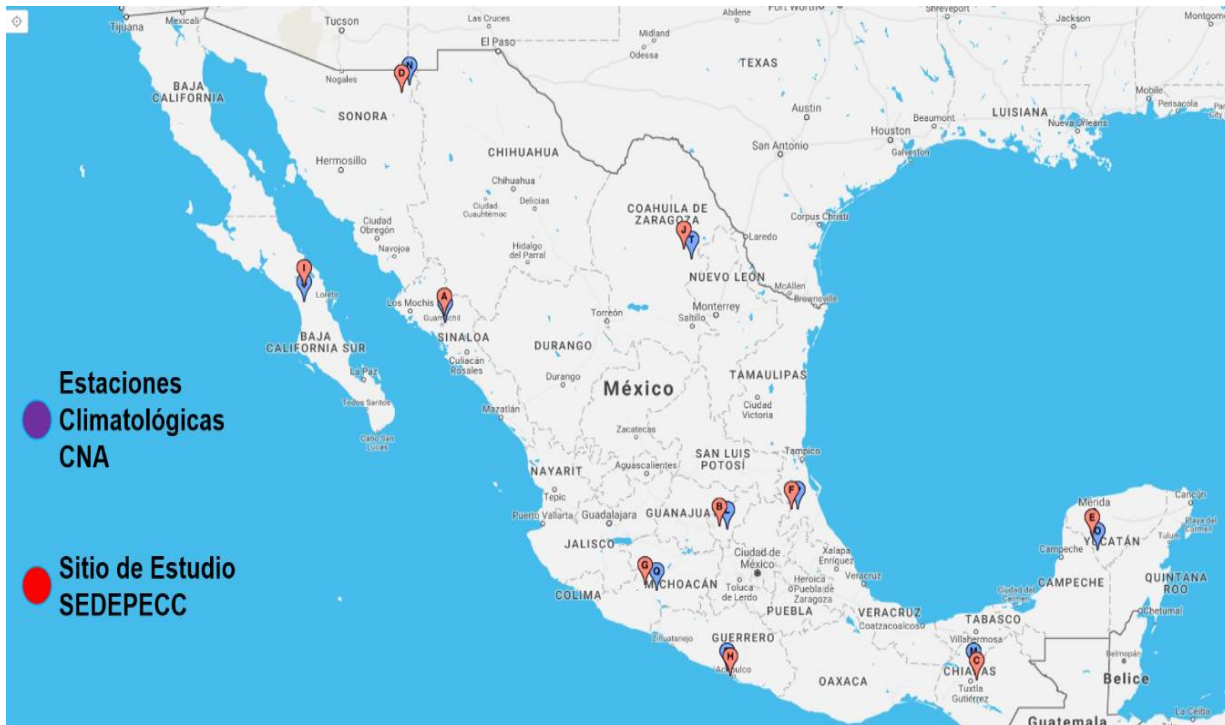 Tijuana
Mexicali
Tucson
Las Cruces
El Paso
Midland
Odessa
Abilene
Fort Worth
Shreveport
Jackson
Montgomery
TEXAS
BAJA
CALIFORNIA
Nogales
D
N
SONORA
Austin
Houston
Beaumont
Galveston
LUISIANA
Nueva Orleans
Mobile
Pensacola
San Antonio
Hermosillo
CHIHUAHUA
Chihuahua
Ciudad
Cuauhtémoc
Delicias
COAHUILA DE
ZARAGOZA
J
T
Corpus Christi
Laredo
Ciudad
Obregón
Navojoa
Hidalgo
del Parral
NUEVO LEÓN
McAllen
Brownsville
Monterrey
Saltillo
Torreón
I
Loreto
A
Los Mochis
Guamúchil
SINALOA
Culiacán
Rosales
DURANGO
Durango
BAJA
CALIFORNIA SUR
La Paz
Todos Santos
Cabo San
Lucas
Mazatlán
México
TAMAULIPAS
Ciudad
Victoria
Zacatecas
SAN LUIS
POTOSÍ
Tampico
Estaciones
Climatológicas
CNA
NAYARIT
Tepic
Aguascalientes
Puerto Vallarta
Guadalajara
GUANAJUA
B
F
JALISCO
G
Q
MICHOACÁN
COLIMA
Ciudad de
México
Toluca
de Lerdo
Heroica
Puebla de
Zaragoza
PUEBLA
Xalapa
Enríquez
Veracruz
VERACRUZ
Coatzacoalcos
Mérida
E
O
YUCATÁN
Cancún
Playa del
Carmen
Tulum
Campeche
CAMPECHE
QUINTANA
ROO
Chetumal
Ciudad del
Carmen
TABASCO
Villahermosa
Sitio de Estudio
SEDEPECC
Zihuatanejo
GUERRERO
H
Acapulco
OAXACA
M
C
CHIAPAS
Tuxtla
Gutiérrez
Belmopán
Belice
Guatemala
La Ceiba